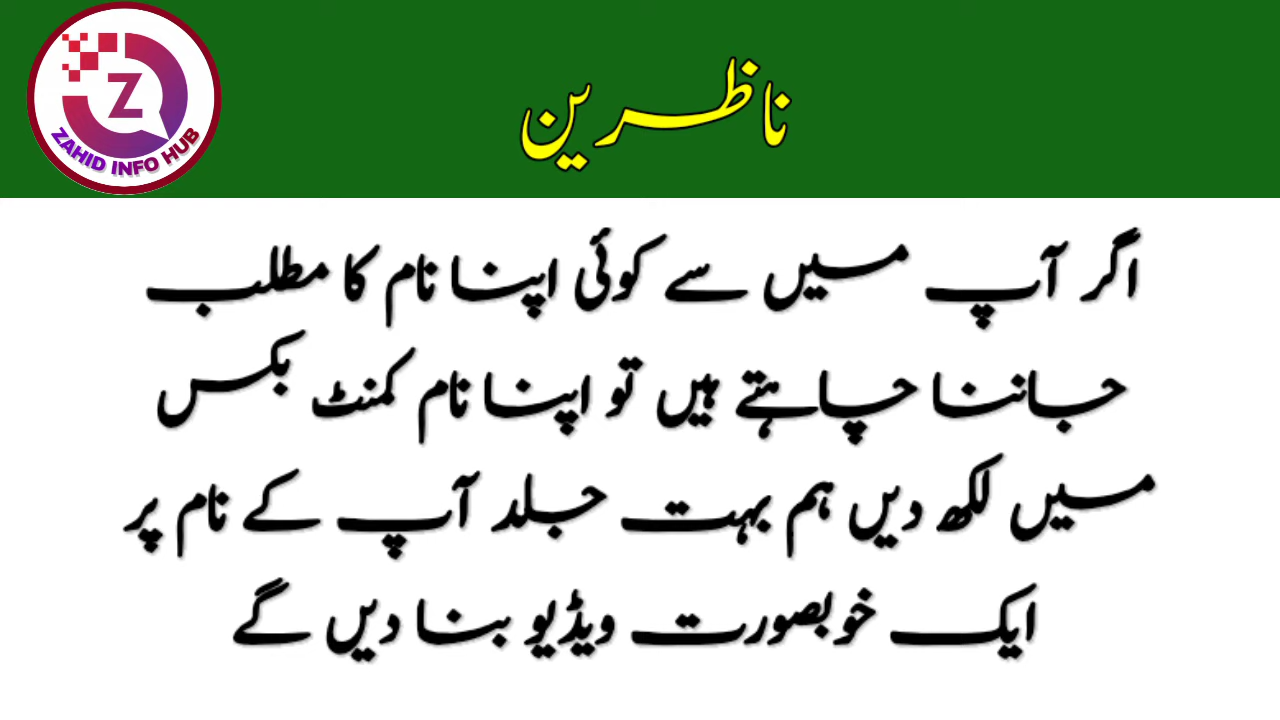 ZAHID INFO HUB
Z
ناظرین
اگر آپ میں سے کوئی اپنا نام کا مطلب
جاننا چاہتے ہیں تو اپنا نام کمنٹ بکس
میں لکھ دیں ہم بہت جلد آپ کے نام پر
ایک خوبصورت ویڈیو بنا دیں گے